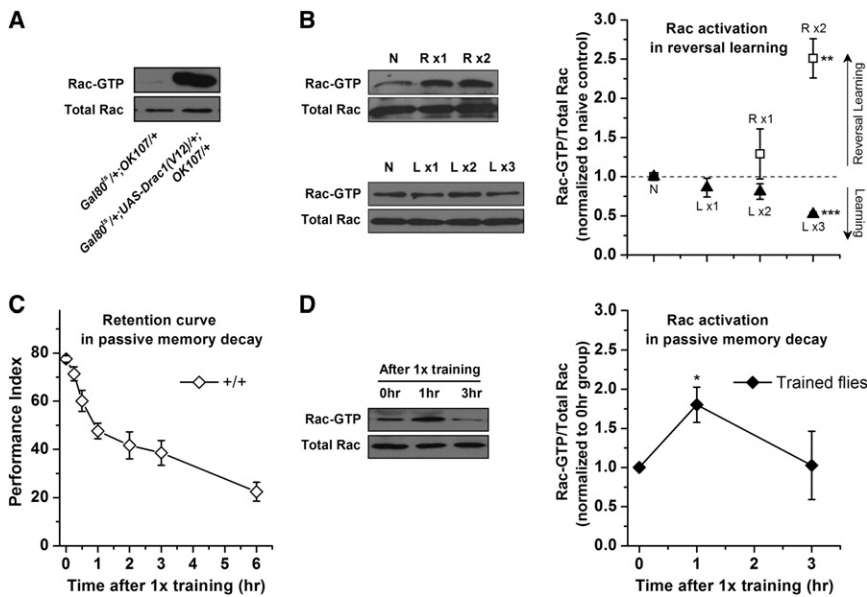 A
Rac-GTP
Total Rac
Gal80ts/+;OK107/+
Gal80ts/+;UAS-Drac1(V12)/+;
OK107/+
B
N R x1 R x2
Rac-GTP
Total Rac
N L x1 L x2 L x3
Rac-GTP
Total Rac
Rac activation
in reversal learning
Rac-GTP/Total Rac
(normalized to naive control)
3.0
2.5
2.0
1.5
1.0
0.5
0.0
R x2
**
R x1
N
L x1
L x2
L x3
***
Reversal Learning
Learning
C
Retention curve
in passive memory decay
+/+
Performance Index
100
80
60
40
20
0
0 1 2 3 4 5 6
Time after 1x training (hr)
D
After 1x training
0hr 1hr 3hr
Rac-GTP
Total Rac
Rac activation
in passive memory decay
*
Trained flies
Rac-GTP/Total Rac
(normalized to 0hr group)
3.0
2.5
2.0
1.5
1.0
0.5
0.0
0 1 2 3
Time after 1x training (hr)